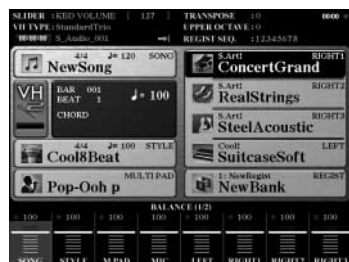 SLIDER :KBD VOLUME [ 127 ] TRANSPOSE :0
VH TYPE:StandardTrio UPPER OCTAVE:0
S_Audio_001 REGIST SEQ. :12345678
4/4 ♩= 120 SONG
NewSong
S.Art! RIGHT1
ConcertGrand
VH
BAR 001
BEAT 1
♩= 100
CHORD
S.Art! RIGHT2
RealStrings
S.Art! RIGHT3
SteelAcoustic
4/4 ♩= 100 STYLE
Cool8Beat
Cool! LEFT
SuitcaseSoft
MULTI PAD
Pop-Ooh p
1: NewRegist REGIST
NewBank
BALANCE (1/2)
100 100 100 100 100 100 100 100
SONG STYLE M.PAD MIC LEFT RIGHT1 RIGHT2 RIGHT3